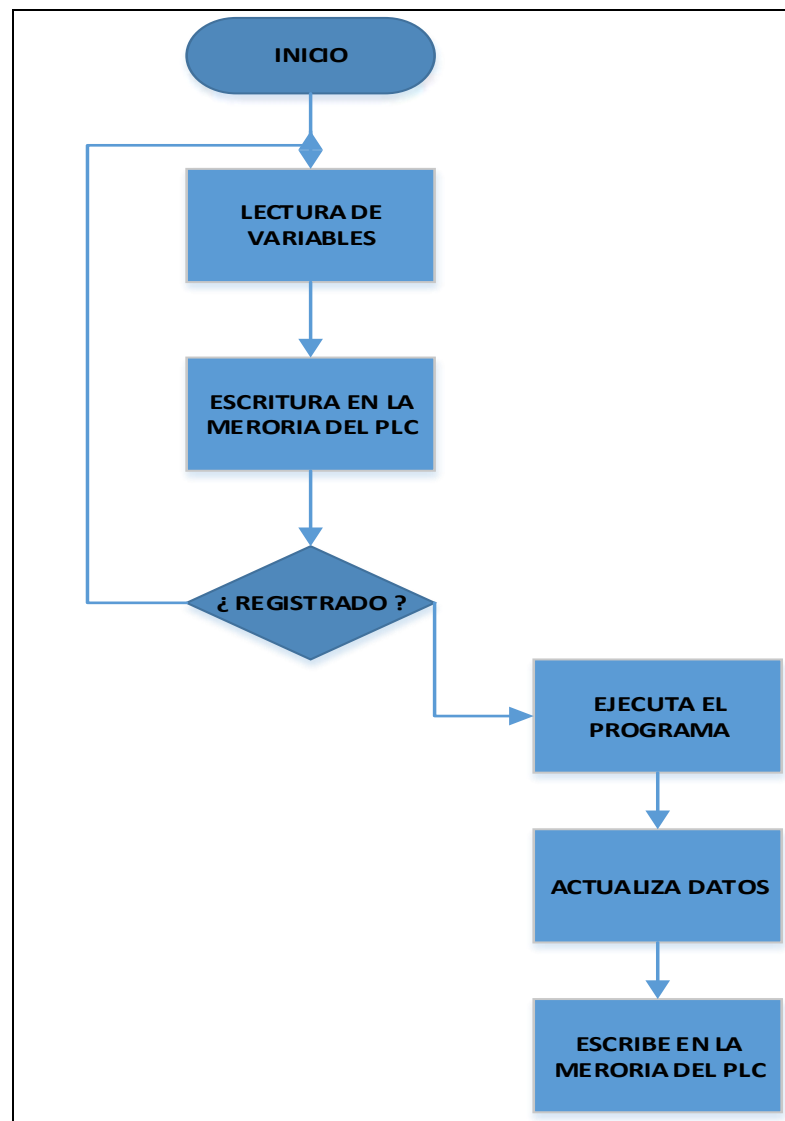 INICIO
LECTURA DE
VARIABLES
ESCRITURA EN LA
MERORIA DEL PLC
¿ REGISTRADO ?
EJECUTA EL
PROGRAMA
ACTUALIZA DATOS
ESCRIBE EN LA
MERORIA DEL PLC